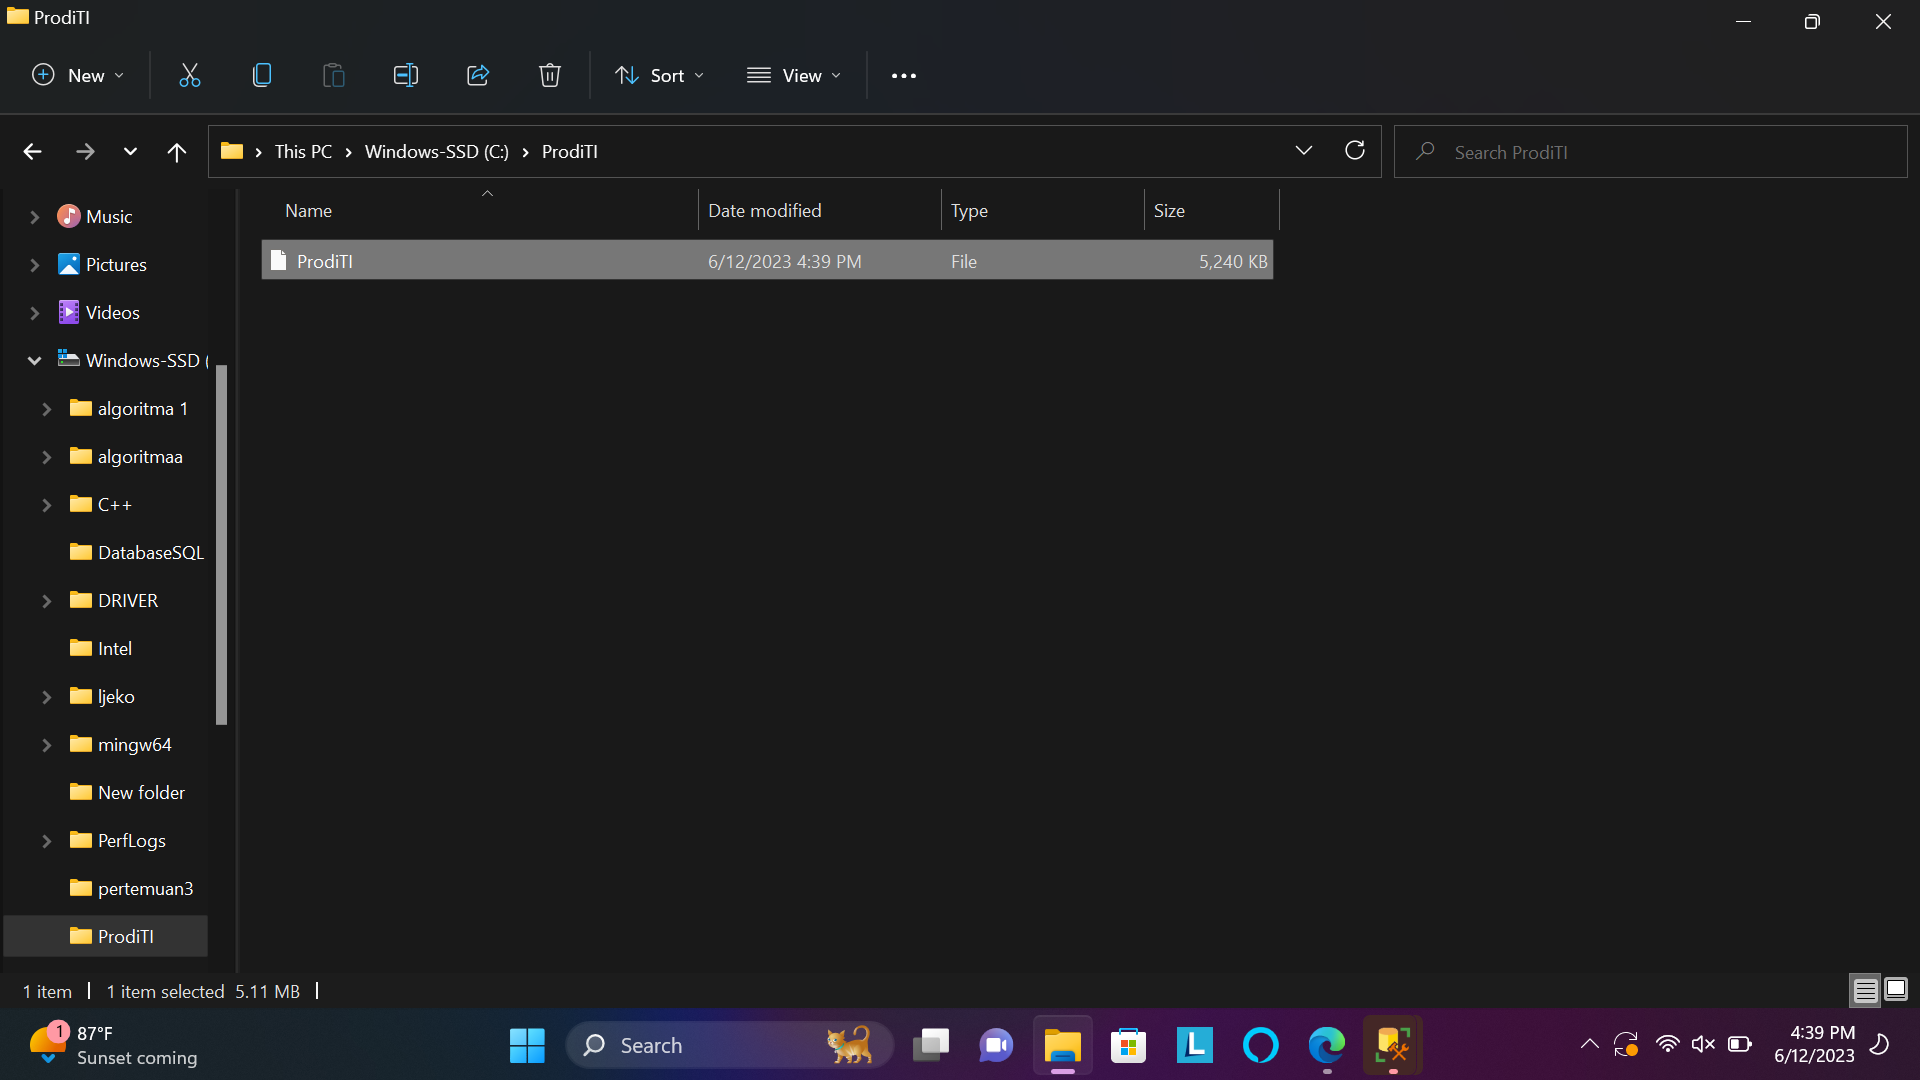 ProdiTI
New Sort View
This PC Windows-SSD (C:) ProdiTI Search ProdiTI
Name Date modified Type Size
ProdiTI 6/12/2023 4:39 PM File 5,240 KB
Music
Pictures
Videos
Windows-SSD (
algoritma 1
algoritmaa
C++
DatabaseSQL
DRIVER
Intel
ljeko
mingw64
New folder
PerfLogs
pertemuan3
ProdiTI
1 item 1 item selected 5.11 MB
1 87°F
Sunset coming
Search
L
4:39 PM
6/12/2023